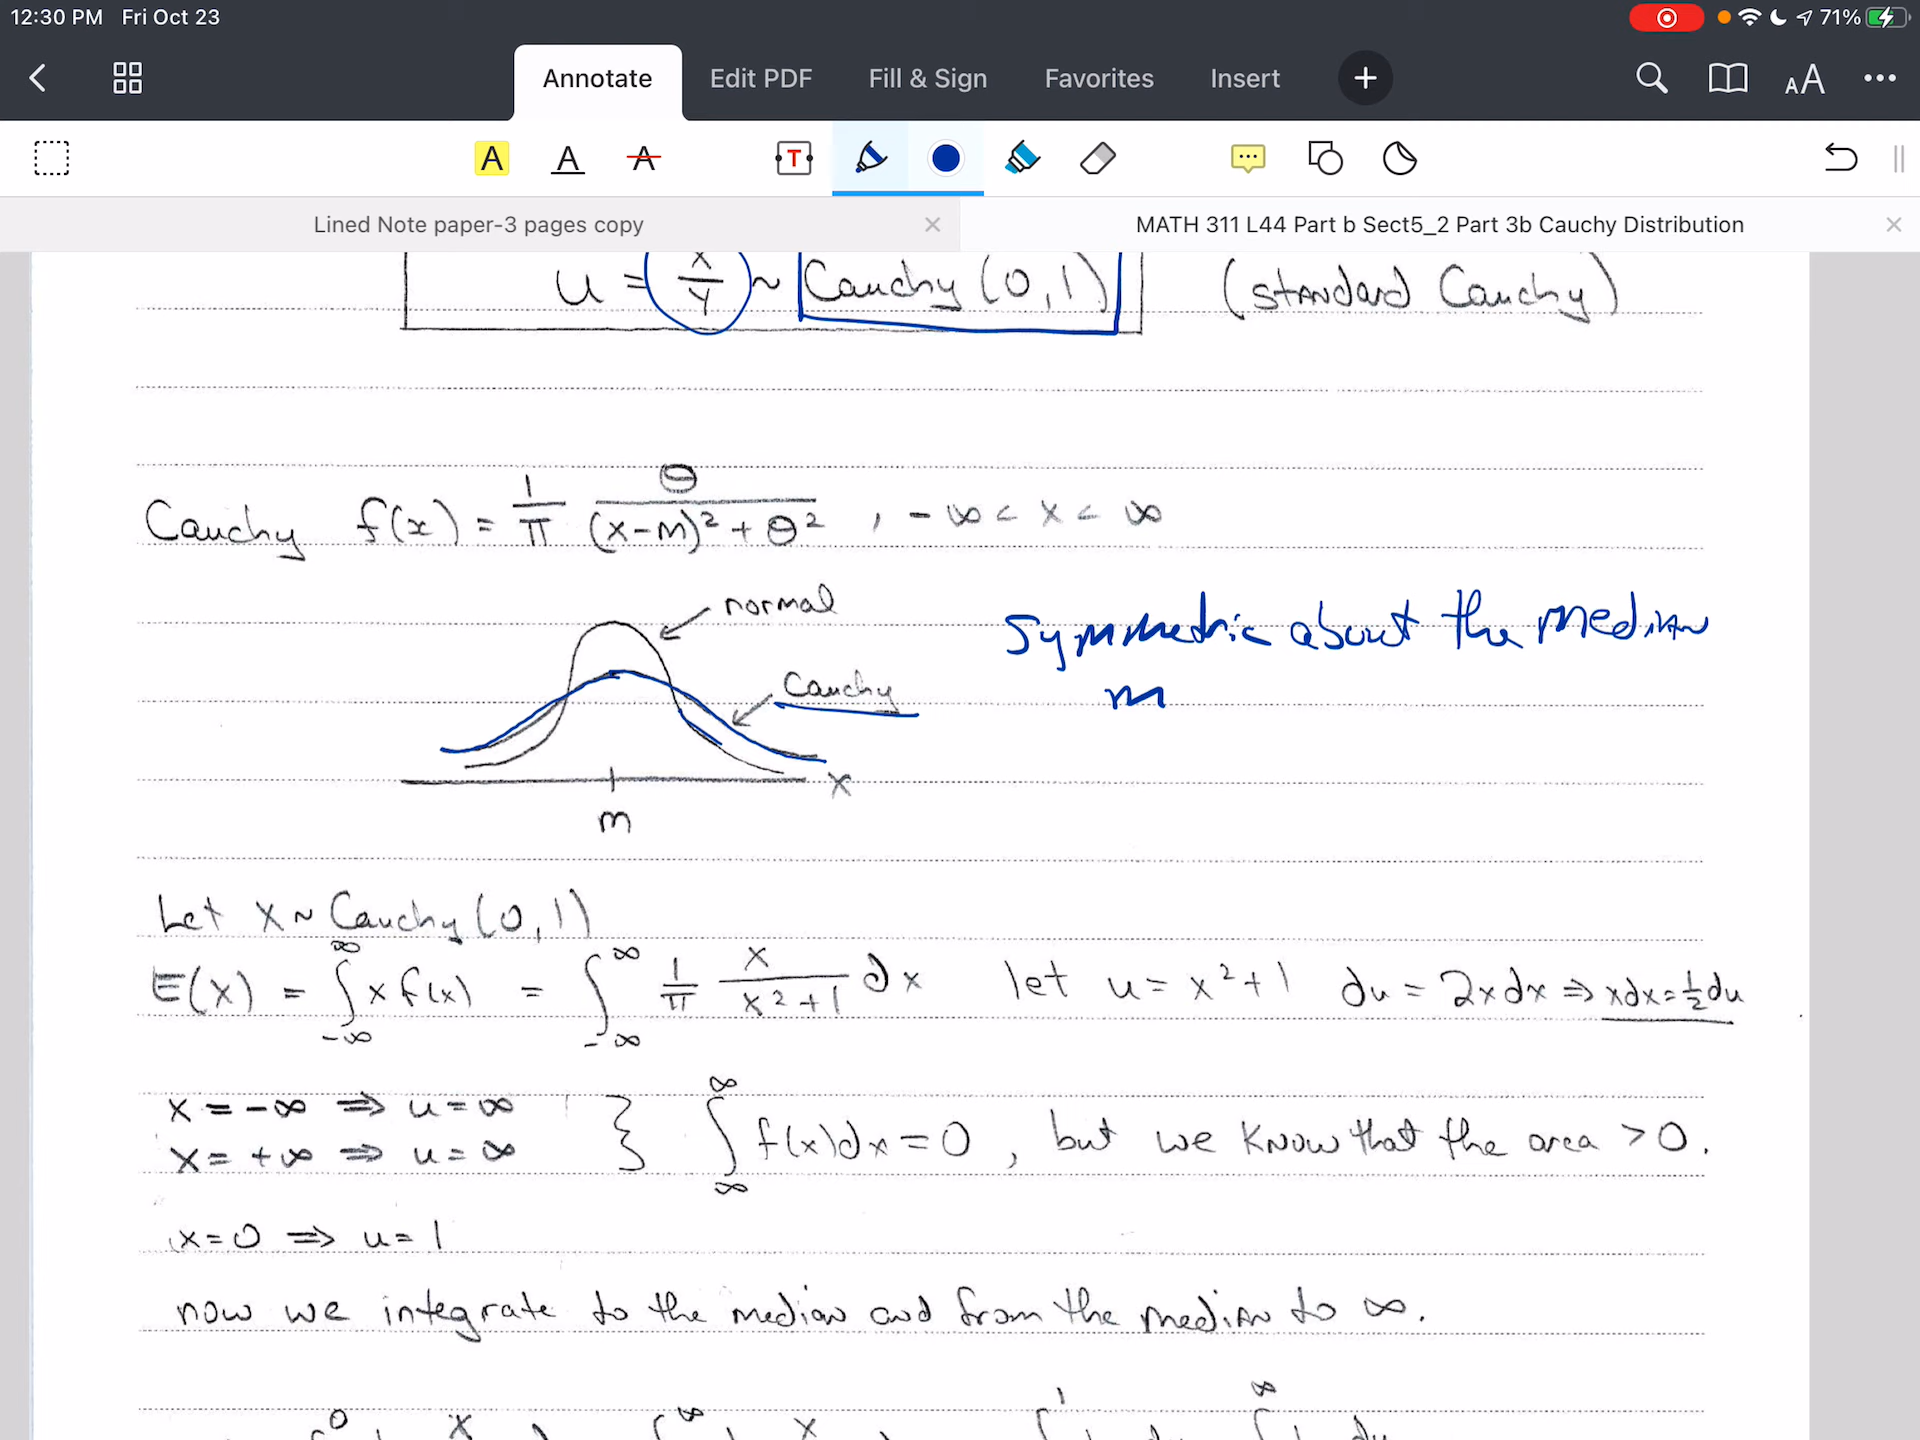 12:30 PM Fri Oct 23 71%
Annotate Edit PDF Fill & Sign Favorites Insert + AA
A A A T
Lined Note paper-3 pages copy × MATH 311 L44 Part b Sect5_2 Part 3b Cauchy Distribution ×
u = X/Y ~ Cauchy (0,1) (standard Cauchy)
Cauchy f(x) = 1/π θ/((x-m)² + θ²) , -∞ < x < ∞
normal
Symmetric about the median
Cauchy
m
x
m
Let X ~ Cauchy (0,1)
E(X) = ∫_{-∞}^{∞} x f(x) = ∫_{-∞}^{∞} 1/π x/(x²+1) dx let u = x²+1 du = 2xdx ⇒ xdx = ½du
x = -∞ ⇒ u = ∞
x = +∞ ⇒ u = ∞ } ∫_{∞}^{∞} f(x)dx = 0 , but we know that the area > 0 .
x = 0 ⇒ u = 1
now we integrate to the median and from the median to ∞.